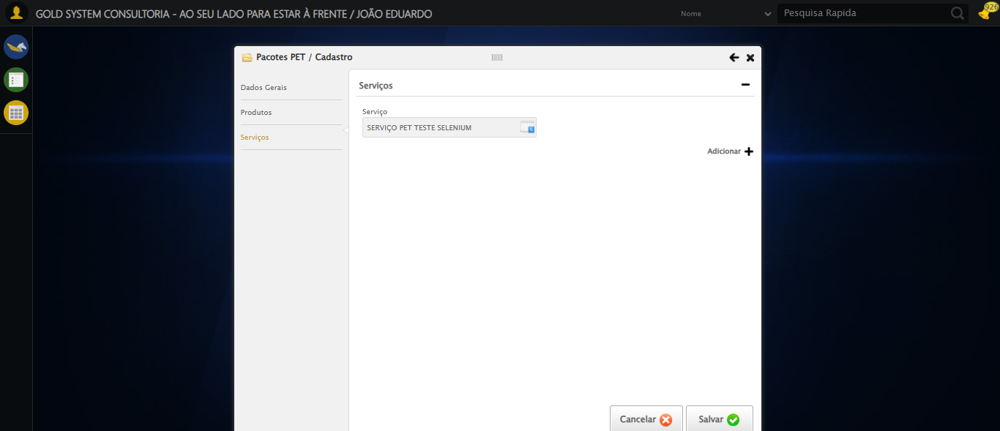 GOLD SYSTEM CONSULTORIA - AO SEU LADO PARA ESTAR À FRENTE / JOÃO EDUARDO
Nome
Pesquisa Rapida
926
Pacotes PET / Cadastro
Dados Gerais
Produtos
Serviços
Serviços
Serviço
SERVIÇO PET TESTE SELENIUM
Adicionar
Cancelar
Salvar